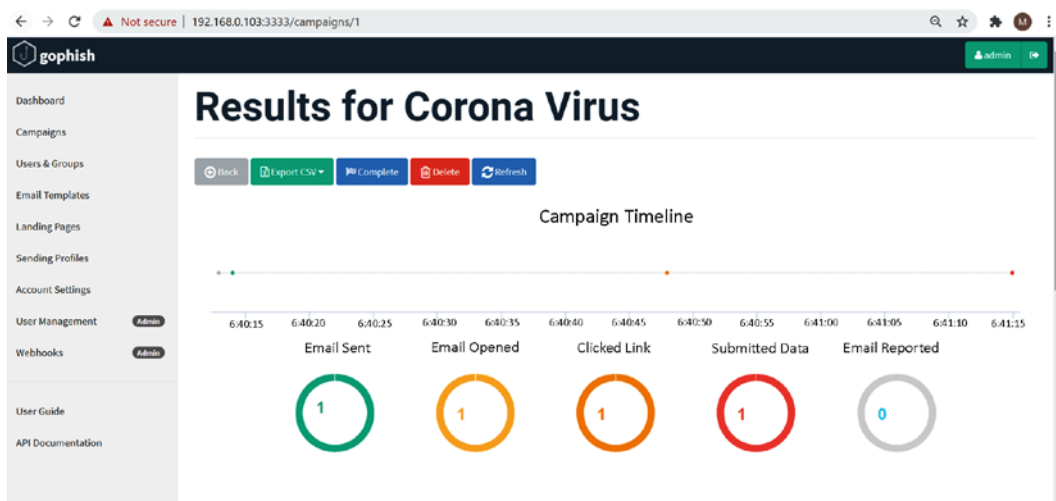 Not secure | 192.168.0.103:3333/campaigns/1
M
gophish
admin
Dashboard
Campaigns
Users & Groups
Email Templates
Landing Pages
Sending Profiles
Account Settings
User Management Admin
Webhooks Admin
User Guide
API Documentation
Results for Corona Virus
Back Export CSV Complete Delete Refresh
Campaign Timeline
6:40:15 6:40:20 6:40:25 6:40:30 6:40:35 6:40:40 6:40:45 6:40:50 6:40:55 6:41:00 6:41:05 6:41:10 6:41:15
Email Sent Email Opened Clicked Link Submitted Data Email Reported
1 1 1 1 0